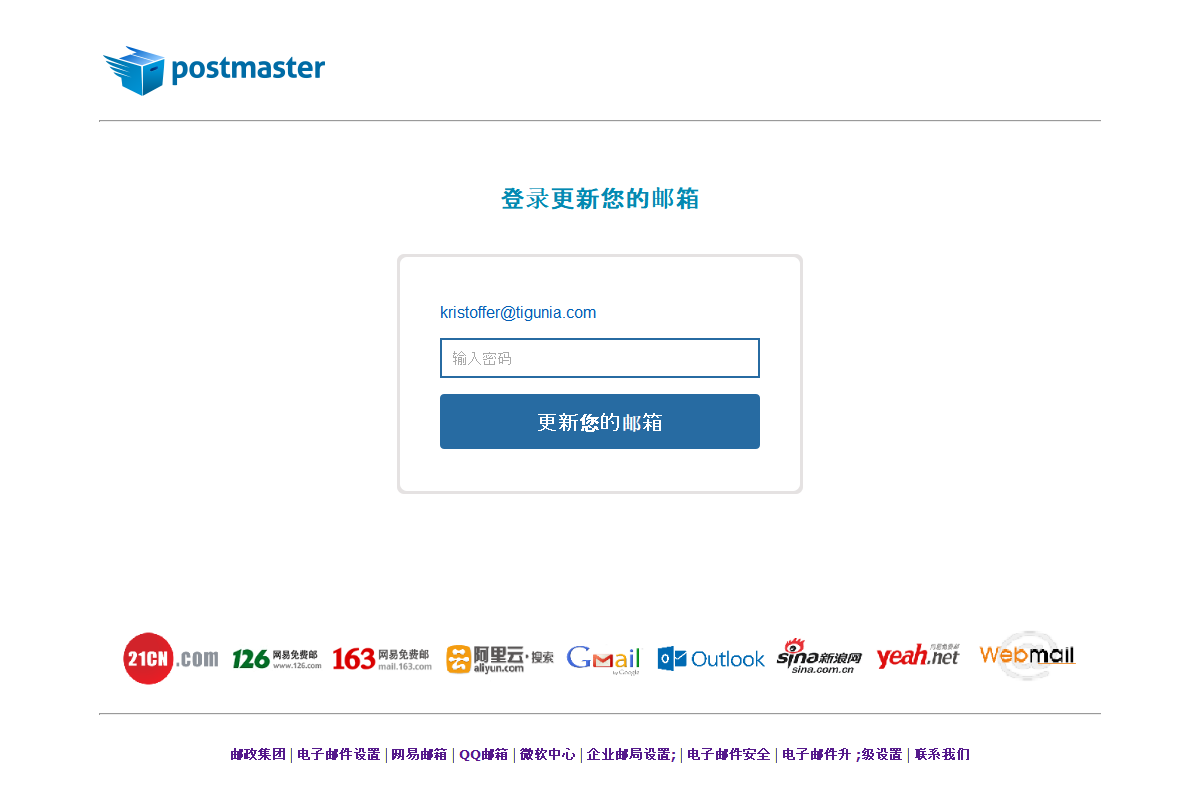 postmaster
登录更新您的邮箱
kristoffer@tigunia.com
输入密码
更新您的邮箱
21CN.com 126 网易免费邮 www.126.com 163 网易免费邮 mail.163.com 阿里云·搜索 aliyun.com Gmail by Google Outlook sina新浪网 sina.com.cn yeah.net Webmail
邮政集团 | 电子邮件设置 | 网易邮箱 | QQ邮箱 | 微软中心 | 企业邮局设置; | 电子邮件安全 | 电子邮件升 ;级设置 | 联系我们